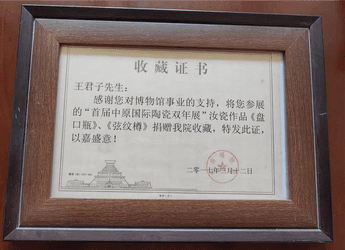 收藏证书
王君子先生：
感谢您对博物馆事业的支持，将您参展
的“首届中原国际陶瓷双年展”汝瓷作品《盘
口瓶》、《弦纹樽》捐赠我院收藏，特发此证，
以嘉盛意！
二〇一七年三月十二日